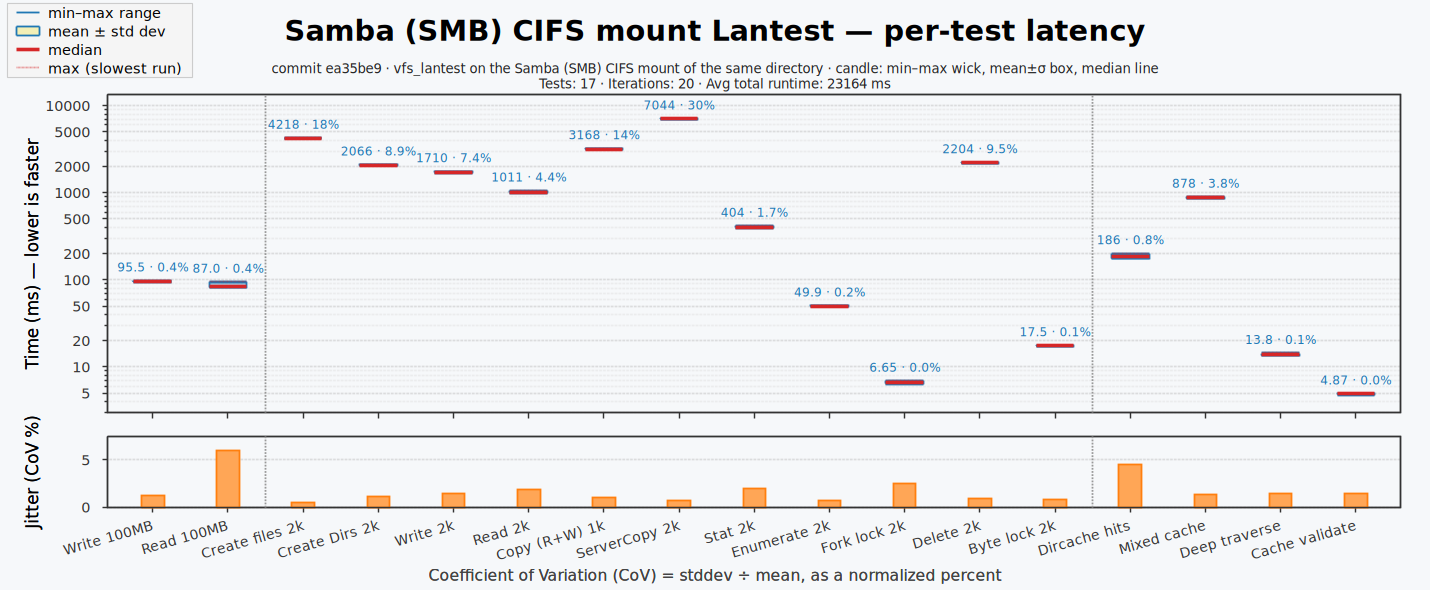 min–max range
mean ± std dev
median
max (slowest run)
Samba (SMB) CIFS mount Lantest — per-test latency
commit ea35be9 · vfs_lantest on the Samba (SMB) CIFS mount of the same directory · candle: min–max wick, mean±σ box, median line
Tests: 17 · Iterations: 20 · Avg total runtime: 23164 ms
Time (ms) — lower is faster
10000
5000
2000
1000
500
200
100
50
20
10
5
95.5 · 0.4%
87.0 · 0.4%
4218 · 18%
2066 · 8.9%
1710 · 7.4%
1011 · 4.4%
3168 · 14%
7044 · 30%
404 · 1.7%
49.9 · 0.2%
6.65 · 0.0%
2204 · 9.5%
17.5 · 0.1%
186 · 0.8%
878 · 3.8%
13.8 · 0.1%
4.87 · 0.0%
Jitter (CoV %)
5
0
Write 100MB
Read 100MB
Create files 2k
Create Dirs 2k
Write 2k
Read 2k
Copy (R+W) 1k
ServerCopy 2k
Stat 2k
Enumerate 2k
Fork lock 2k
Delete 2k
Byte lock 2k
Dircache hits
Mixed cache
Deep traverse
Cache validate
Coefficient of Variation (CoV) = stddev ÷ mean, as a normalized percent